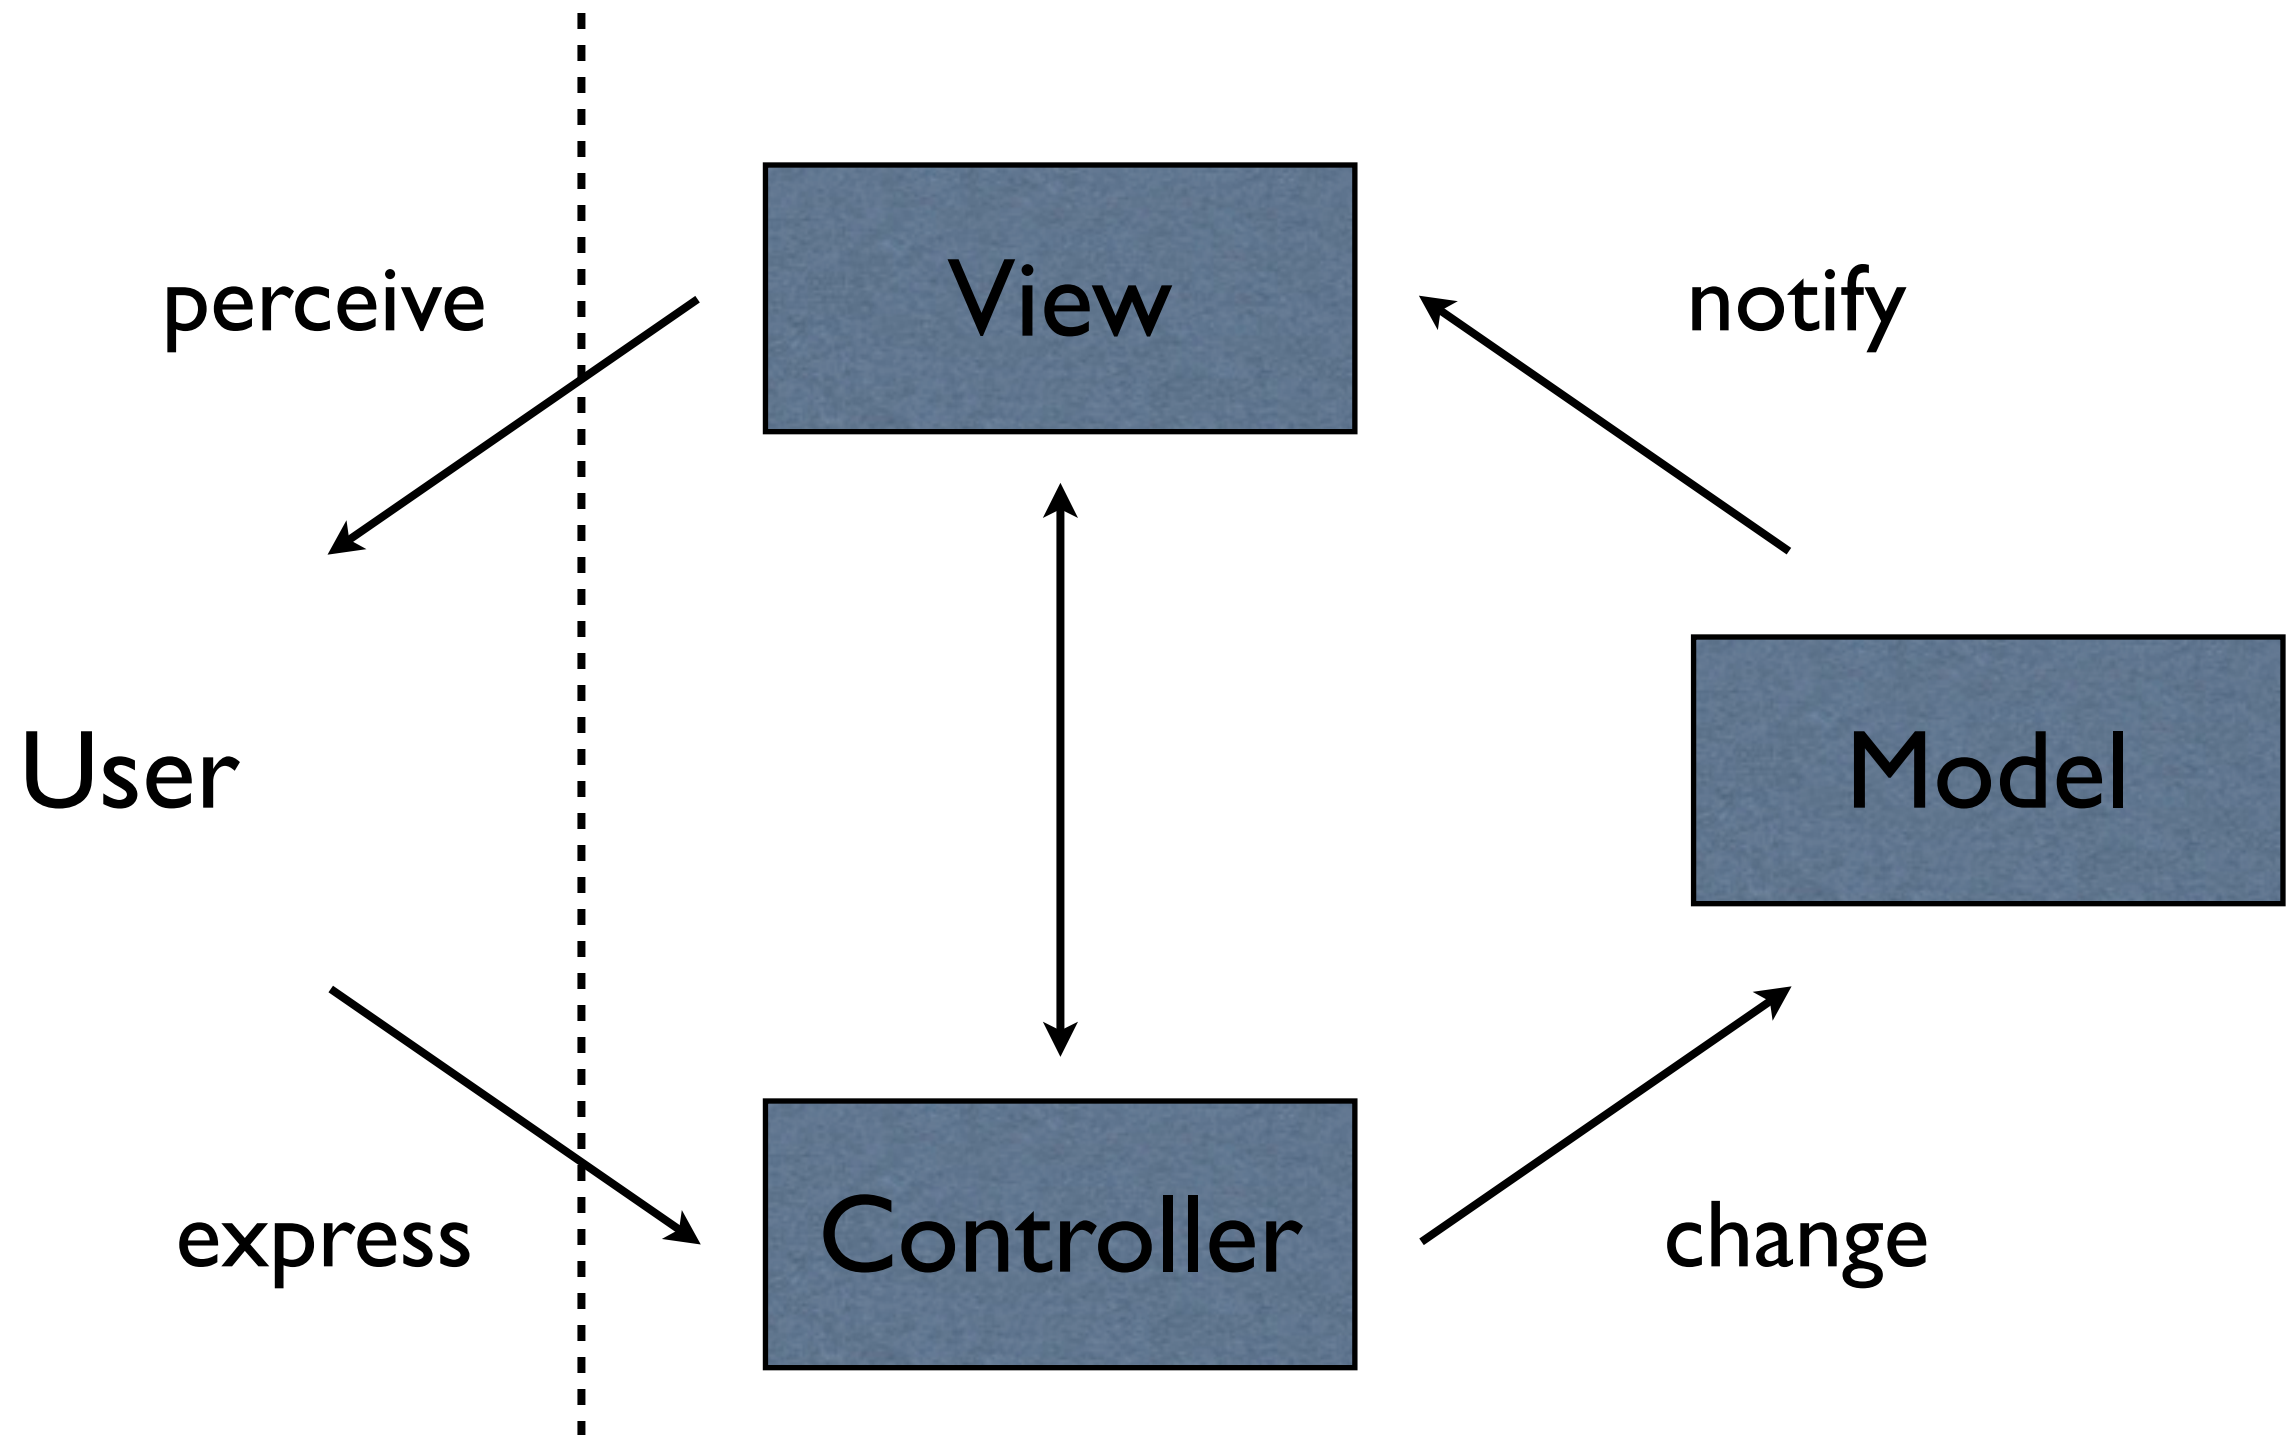 perceive
View
notify
User
Model
express
Controller
change